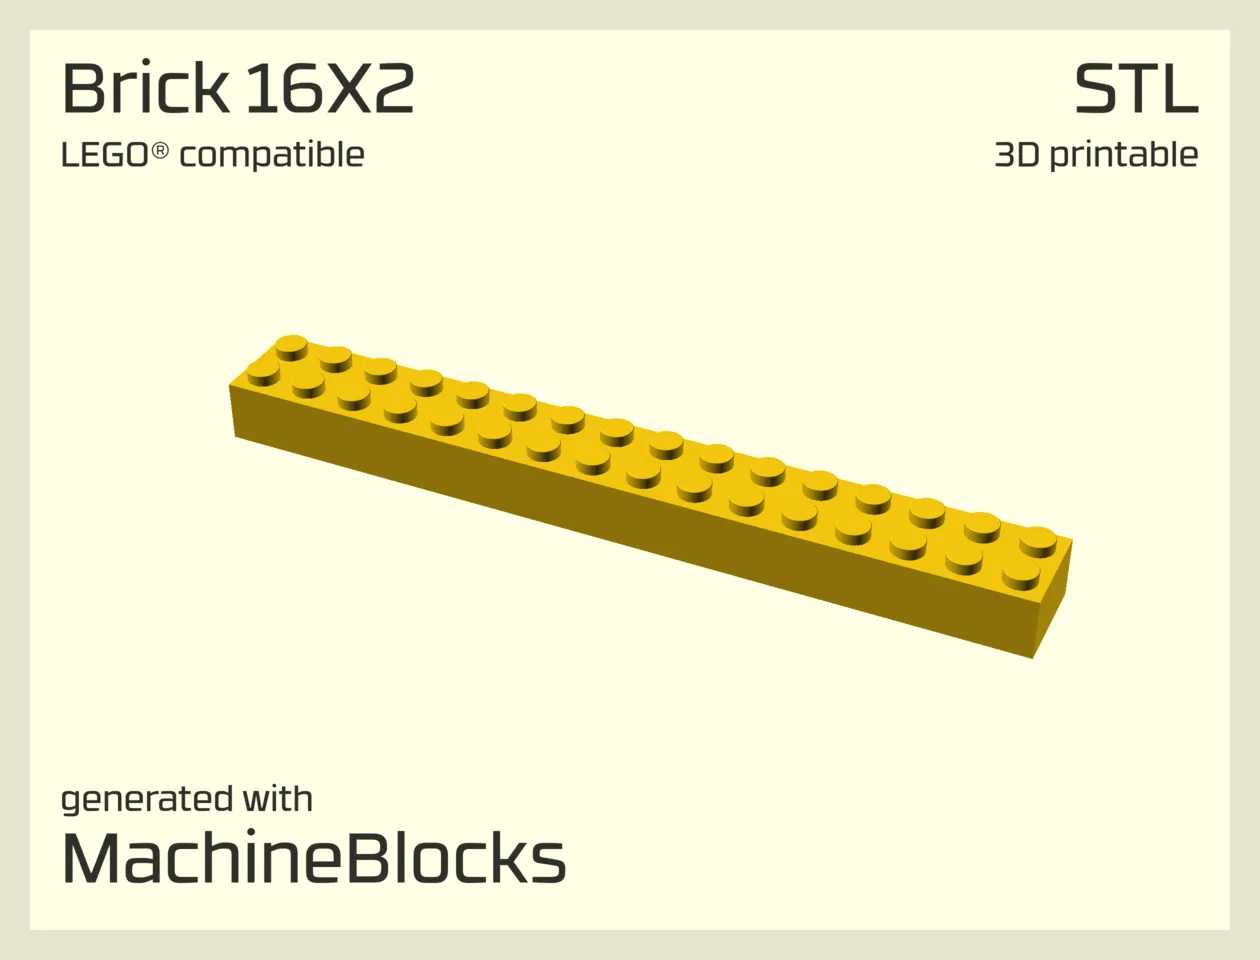 Brick 16X2
LEGO® compatible
STL
3D printable
generated with
MachineBlocks